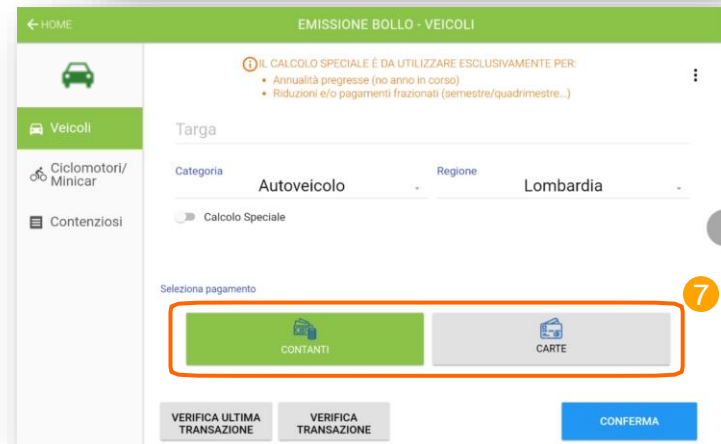 ← HOME
EMISSIONE BOLLO - VEICOLI
IL CALCOLO SPECIALE È DA UTILIZZARE ESCLUSIVAMENTE PER:
• Annualità pregresse (no anno in corso)
• Riduzioni e/o pagamenti frazionati (semestre/quadrimestre...)
Veicoli
Ciclomotori/
Minicar
Contenziosi
Targa
Categoria
Regione
Autoveicolo
Lombardia
Calcolo Speciale
Seleziona pagamento
7
CONTANTI
CARTE
VERIFICA ULTIMA
TRANSAZIONE
VERIFICA
TRANSAZIONE
CONFERMA